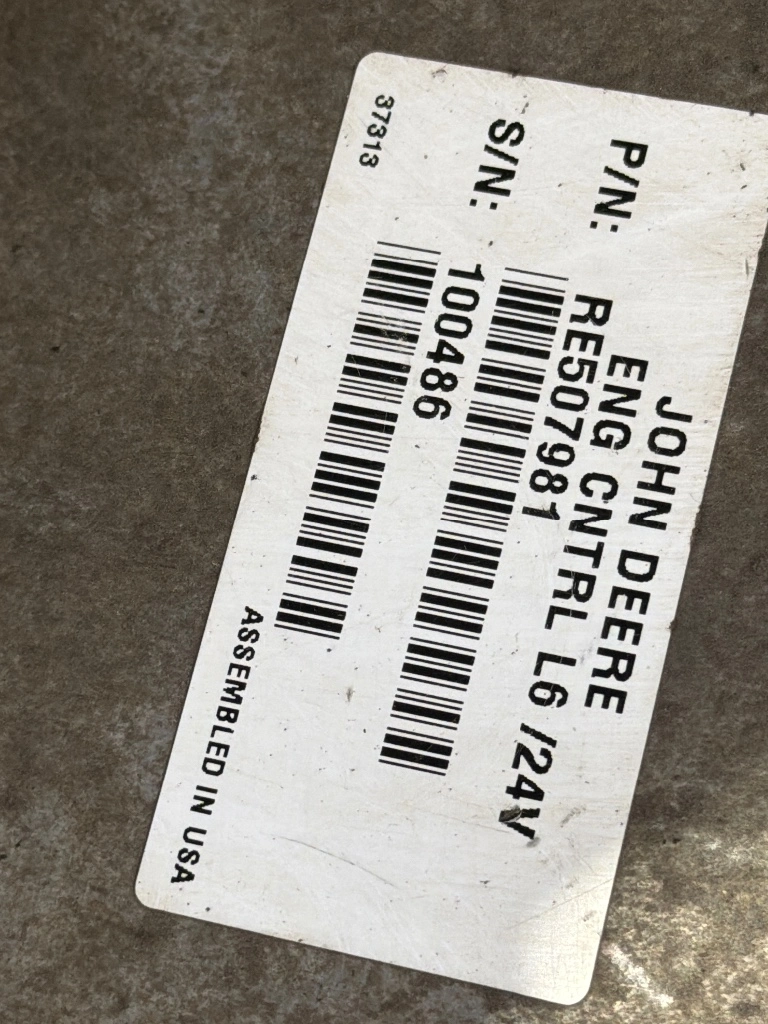 JOHN DEERE
ENG CNTRL L6 /24V
P/N: RE507981
S/N: 100486
37313
ASSEMBLED IN USA